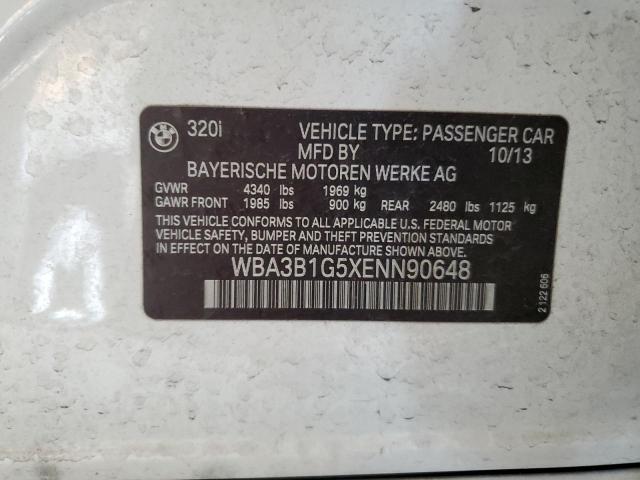 320i VEHICLE TYPE: PASSENGER CAR
MFD BY 10/13
BAYERISCHE MOTOREN WERKE AG
GVWR 4340 lbs 1969 kg
GAWR FRONT 1985 lbs 900 kg REAR 2480 lbs 1125 kg
THIS VEHICLE CONFORMS TO ALL APPLICABLE U.S. FEDERAL MOTOR
VEHICLE SAFETY, BUMPER AND THEFT PREVENTION STANDARDS
IN EFFECT ON THE DATE OF MANUFACTURE SHOWN ABOVE.
WBA3B1G5XENN90648
2 122 606